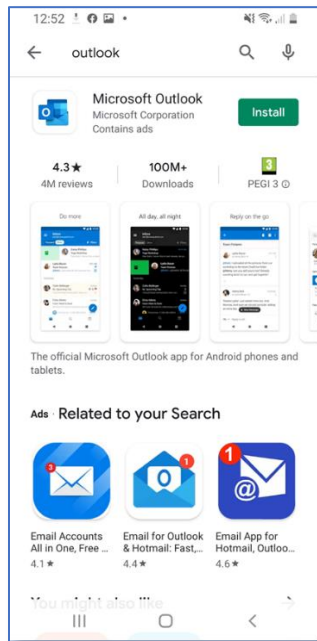 12:52
outlook
Microsoft Outlook
Microsoft Corporation
Contains ads
Install
4.3★
4M reviews
100M+
Downloads
3
PEGI 3
Do more
All day, all night
Reply on the go
The official Microsoft Outlook app for Android phones and
tablets.
Ads · Related to your Search
3
1
O
1
@
Email Accounts
All in One, Free ...
4.1★
Email for Outlook
& Hotmail: Fast,...
4.4★
Email App for
Hotmail, Outloo...
4.6★
You might also like